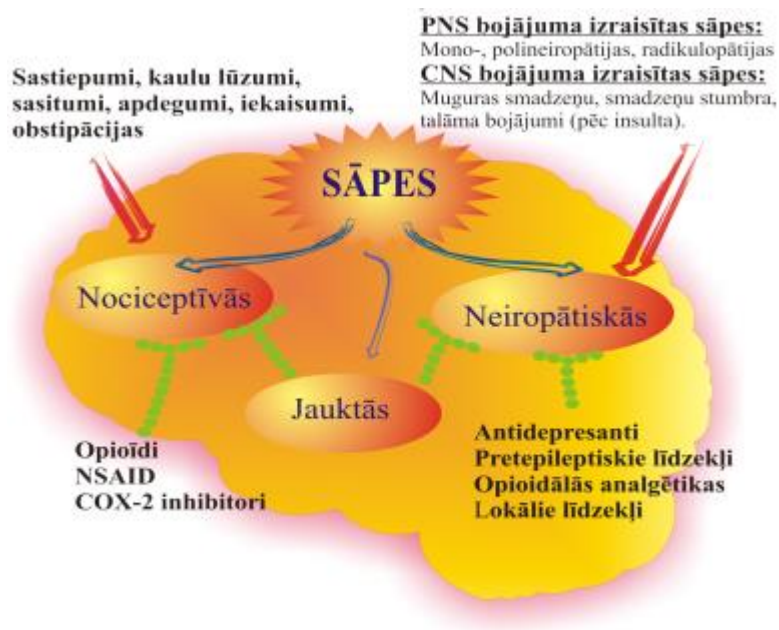 PNS bojājuma izraisītas sāpes:
Mono-, polineiropātijas, radikulopātijas
CNS bojājuma izraisītas sāpes:
Muguras smadzeņu, smadzeņu stumbra,
talāma bojājumi (pēc insulta).
Sastiepumi, kaulu lūzumi,
sasitumi, apdegumi, iekaisumi,
obstipācijas
SĀPES
Nociceptīvās
Neiropātiskās
Jauktās
Opioīdi
NSAID
COX-2 inhibitori
Antidepresanti
Pretepileptiskie līdzekļi
Opioidālās analgētikas
Lokālie līdzekļi